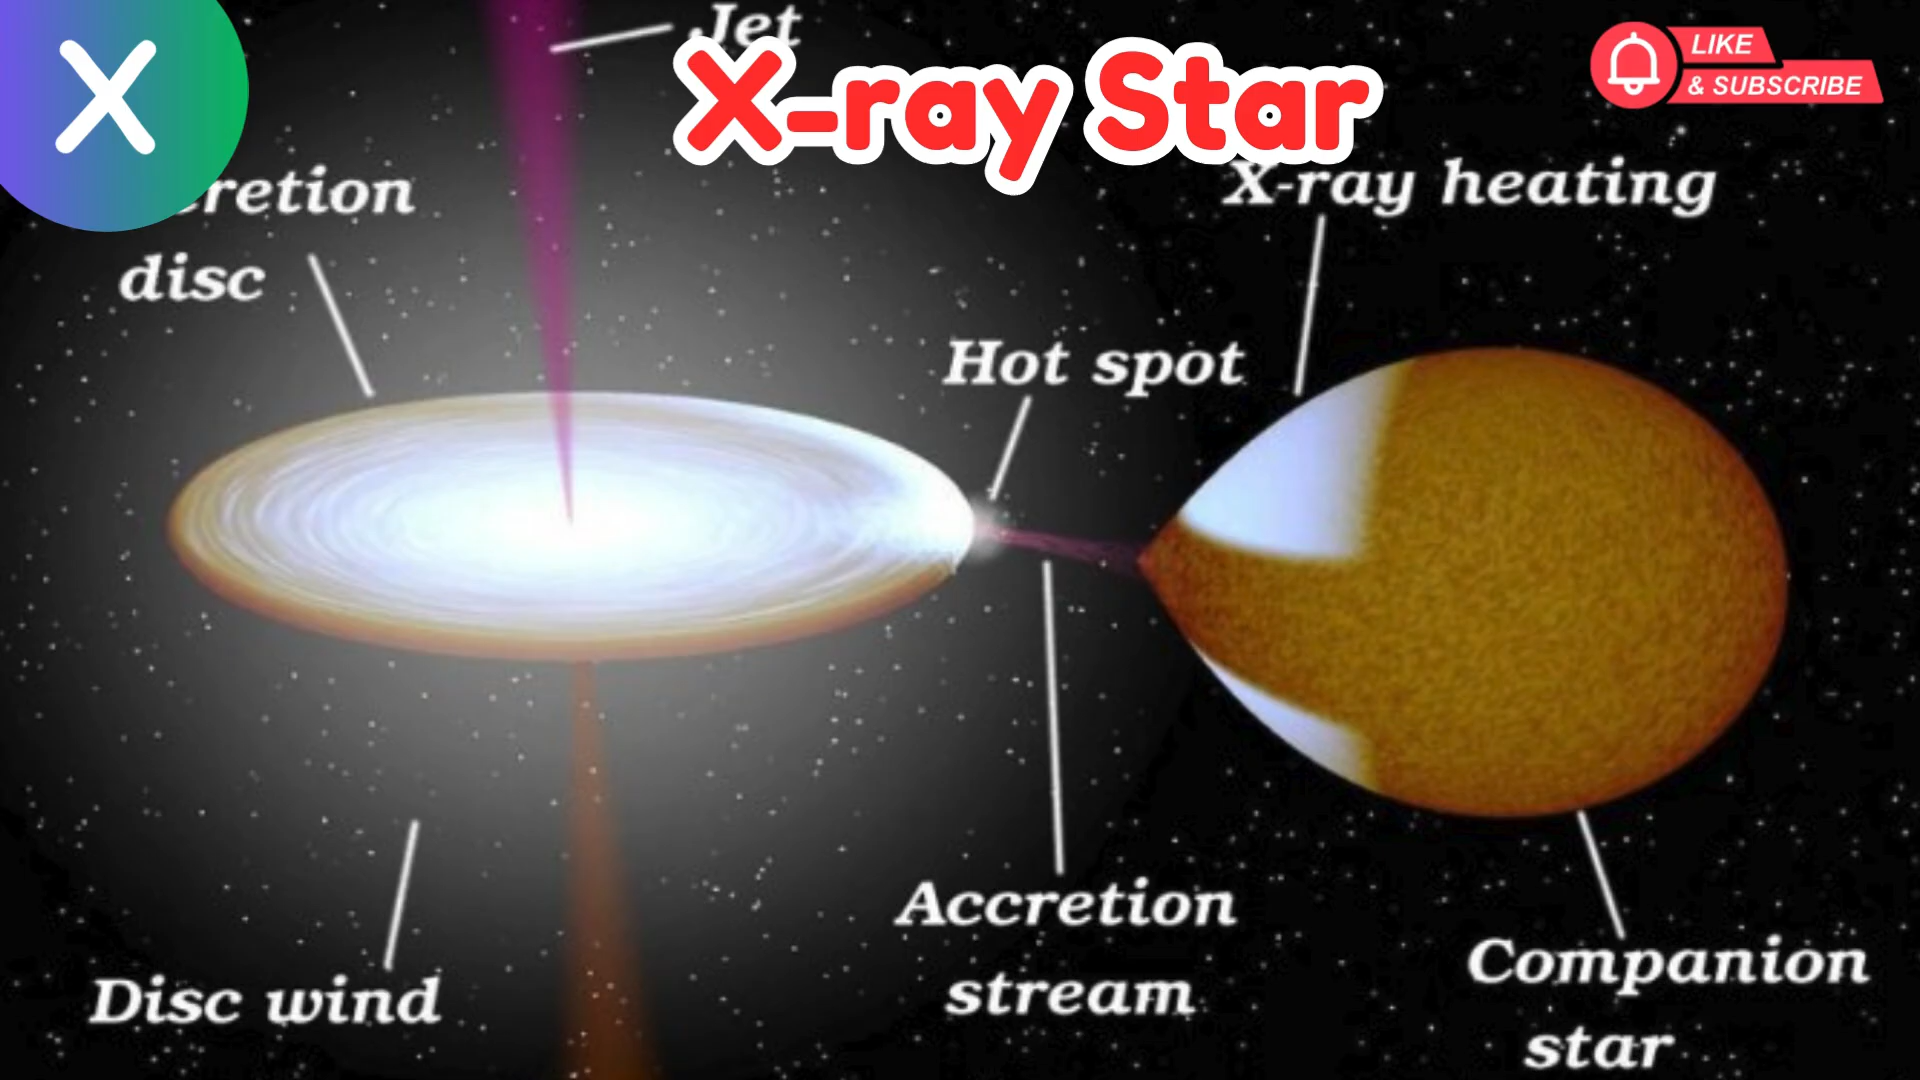 Jet
X
X-ray Star
LIKE
& SUBSCRIBE
X-ray heating
disc
Hot spot
Accretion
stream
Disc wind
Companion
star